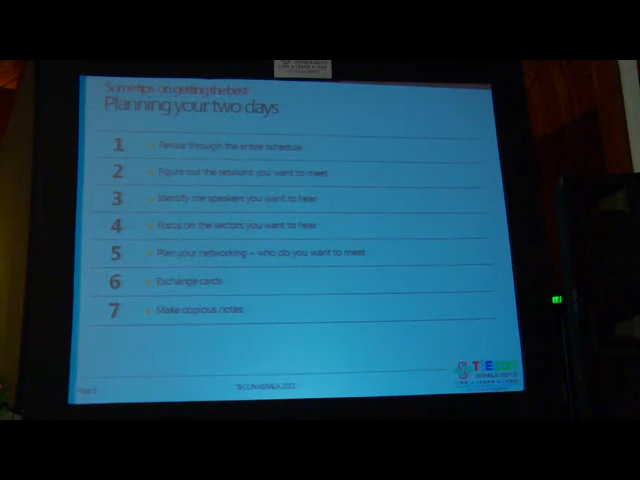 Some tips on getting the best
Planning your two days
1 Peruse through the entire schedule
2 Figure out the sessions you want to meet
3 Identify the speakers you want to hear
4 Focus on the sectors you want to hear
5 Plan your networking – who do you want to meet
6 Exchange cards
7 Make copious notes
TiECON KERALA